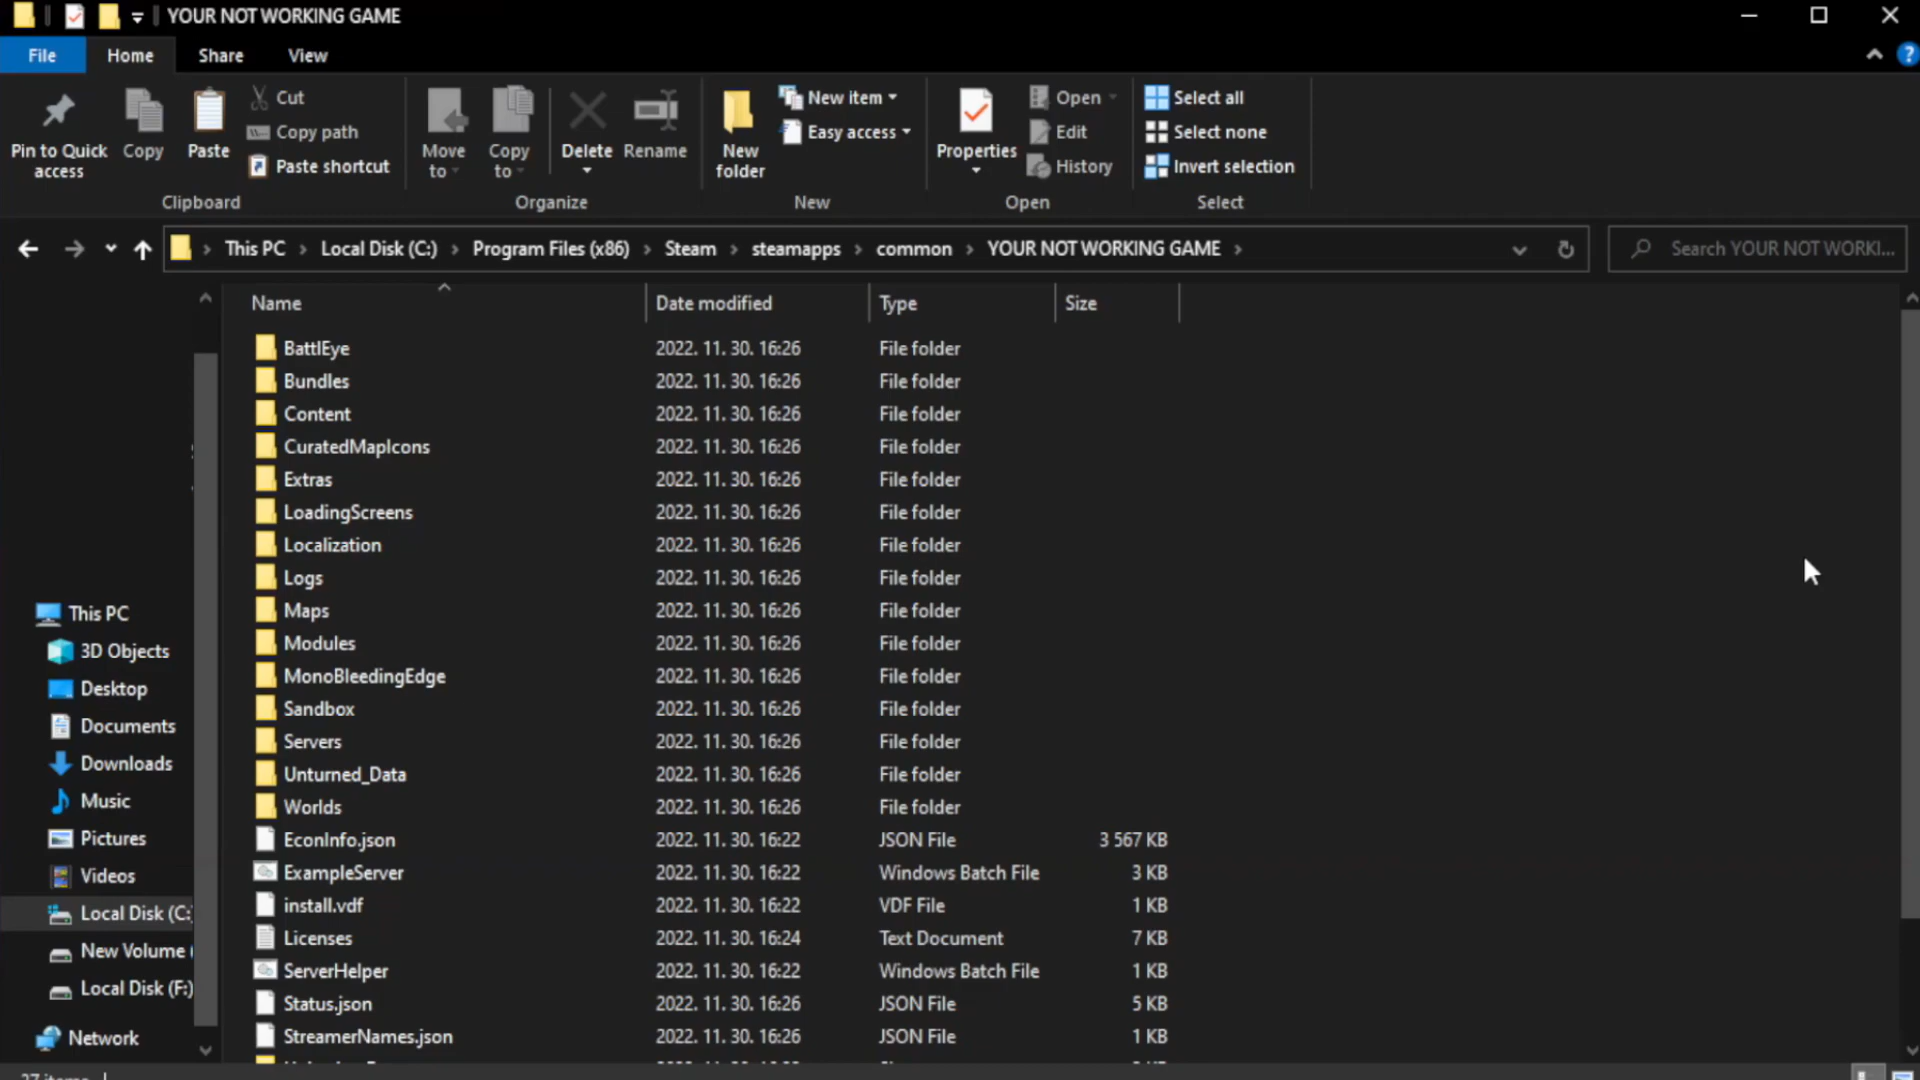 YOUR NOT WORKING GAME
File Home Share View
Pin to Quick access
Copy
Paste
Cut
Copy path
Paste shortcut
Clipboard
Move to
Copy to
Delete
Rename
Organize
New folder
New item
Easy access
New
Properties
Open
Edit
History
Open
Select all
Select none
Invert selection
Select
This PC > Local Disk (C:) > Program Files (x86) > Steam > steamapps > common > YOUR NOT WORKING GAME >
Search YOUR NOT WORKI...
Name Date modified Type Size
BattlEye 2022. 11. 30. 16:26 File folder
Bundles 2022. 11. 30. 16:26 File folder
Content 2022. 11. 30. 16:26 File folder
CuratedMapIcons 2022. 11. 30. 16:26 File folder
Extras 2022. 11. 30. 16:26 File folder
LoadingScreens 2022. 11. 30. 16:26 File folder
Localization 2022. 11. 30. 16:26 File folder
Logs 2022. 11. 30. 16:26 File folder
Maps 2022. 11. 30. 16:26 File folder
Modules 2022. 11. 30. 16:26 File folder
MonoBleedingEdge 2022. 11. 30. 16:26 File folder
Sandbox 2022. 11. 30. 16:26 File folder
Servers 2022. 11. 30. 16:26 File folder
Unturned_Data 2022. 11. 30. 16:26 File folder
Worlds 2022. 11. 30. 16:26 File folder
EconInfo.json 2022. 11. 30. 16:22 JSON File 3 567 KB
ExampleServer 2022. 11. 30. 16:22 Windows Batch File 3 KB
install.vdf 2022. 11. 30. 16:22 VDF File 1 KB
Licenses 2022. 11. 30. 16:24 Text Document 7 KB
ServerHelper 2022. 11. 30. 16:22 Windows Batch File 1 KB
Status.json 2022. 11. 30. 16:26 JSON File 5 KB
StreamerNames.json 2022. 11. 30. 16:26 JSON File 1 KB
This PC
3D Objects
Desktop
Documents
Downloads
Music
Pictures
Videos
Local Disk (C:)
New Volume (
Local Disk (F:)
Network